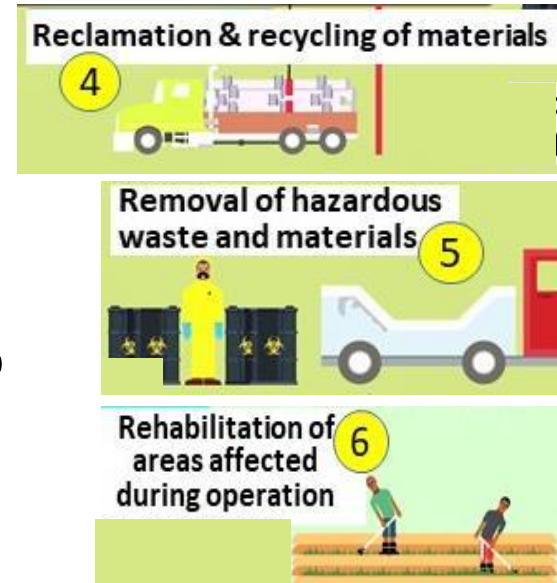 Reclamation & recycling of materials
4
Removal of hazardous
waste and materials
5
Rehabilitation of
6
areas affected
during operation